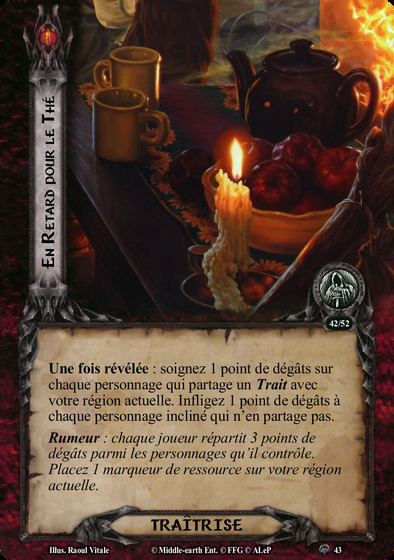 En Retard pour le Thé
42/52
Une fois révélée : soignez 1 point de dégâts sur
chaque personnage qui partage un Trait avec
votre région actuelle. Infligez 1 point de dégâts à
chaque personnage incliné qui n'en partage pas.
Rumeur : chaque joueur répartit 3 points de
dégâts parmi les personnages qu'il contrôle.
Placez 1 marqueur de ressource sur votre région
actuelle.
TRAÎTRISE
Illus. Raoul Vitale
©Middle-earth Ent. © FFG © ALeP
43